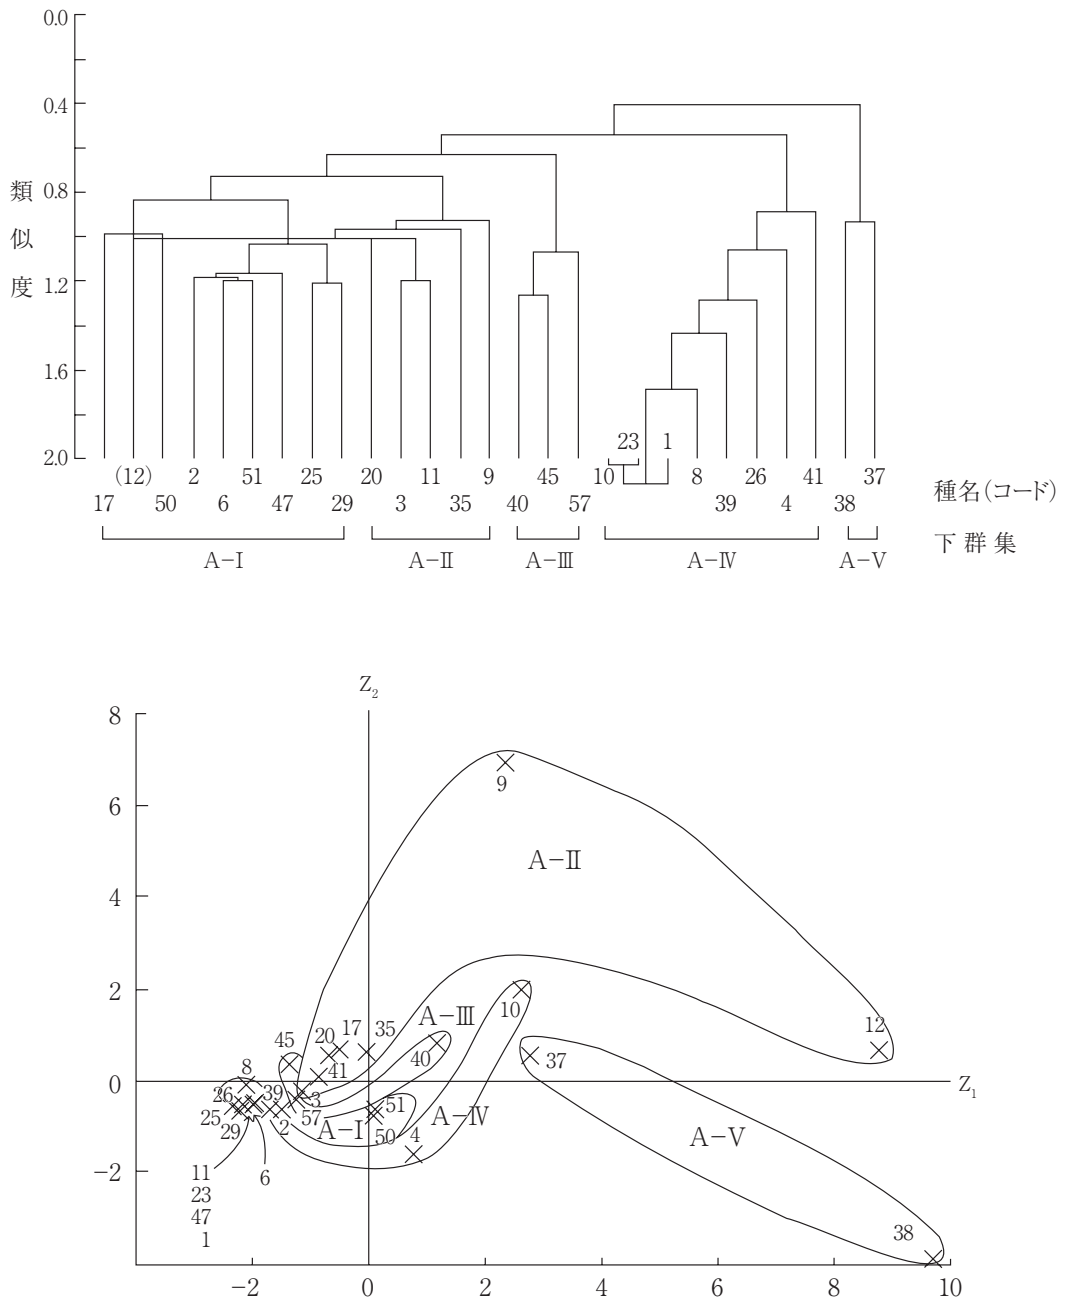 0.0
0.4
類 0.8
似
度 1.2
1.6
23 1
2.0
(12) 2 51 25 20 11 9 45 10 8 26 41 37
17 50 6 47 29 3 35 40 57 39 4 38 種名(コード)
A-Ⅰ A-Ⅱ A-Ⅲ A-Ⅳ A-Ⅴ 下群集
Z₂
8
9
6
A-Ⅱ
4
2
10
12
A-Ⅲ
45 20 17 35
40
37
8 41
0
Z₁
26 39 3 51
25 57 A-Ⅳ
29 2 A-Ⅰ 50 4
A-Ⅴ
-2
11 6
23
47
1
38
-2 0 2 4 6 8 10